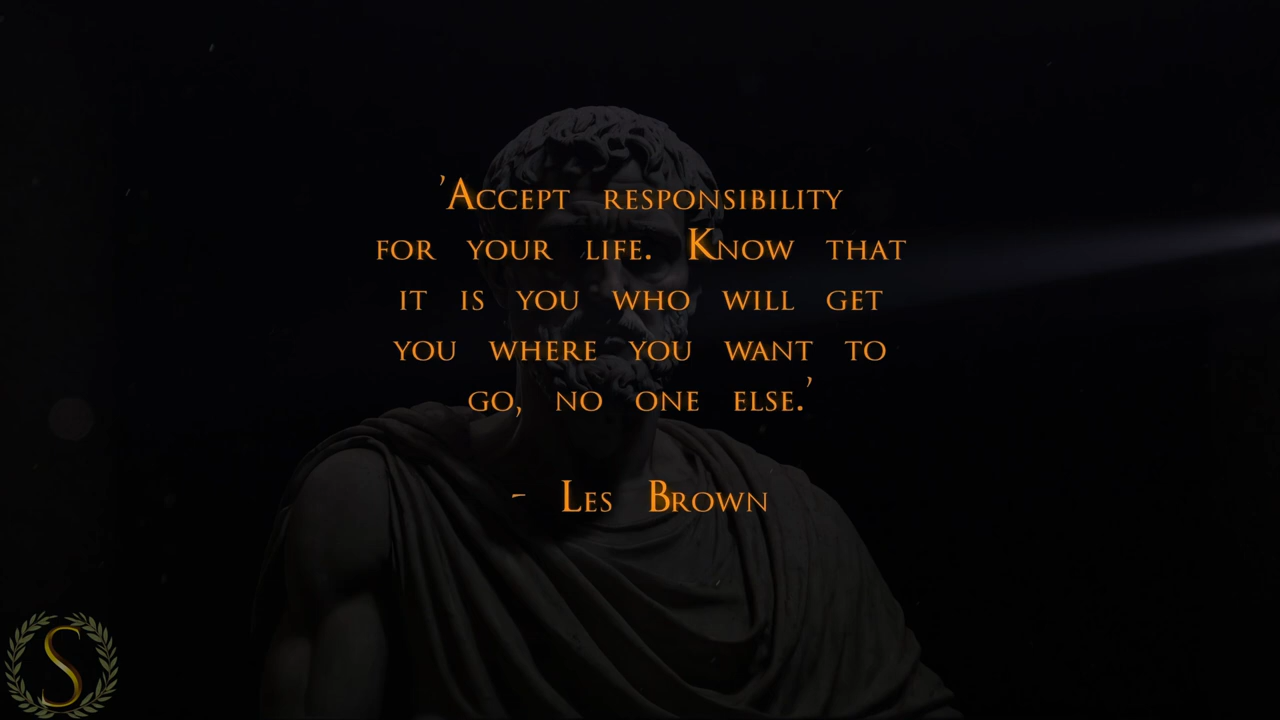 'Accept responsibility
for your life. Know that
it is you who will get
you where you want to
go, no one else.'
- Les Brown
S